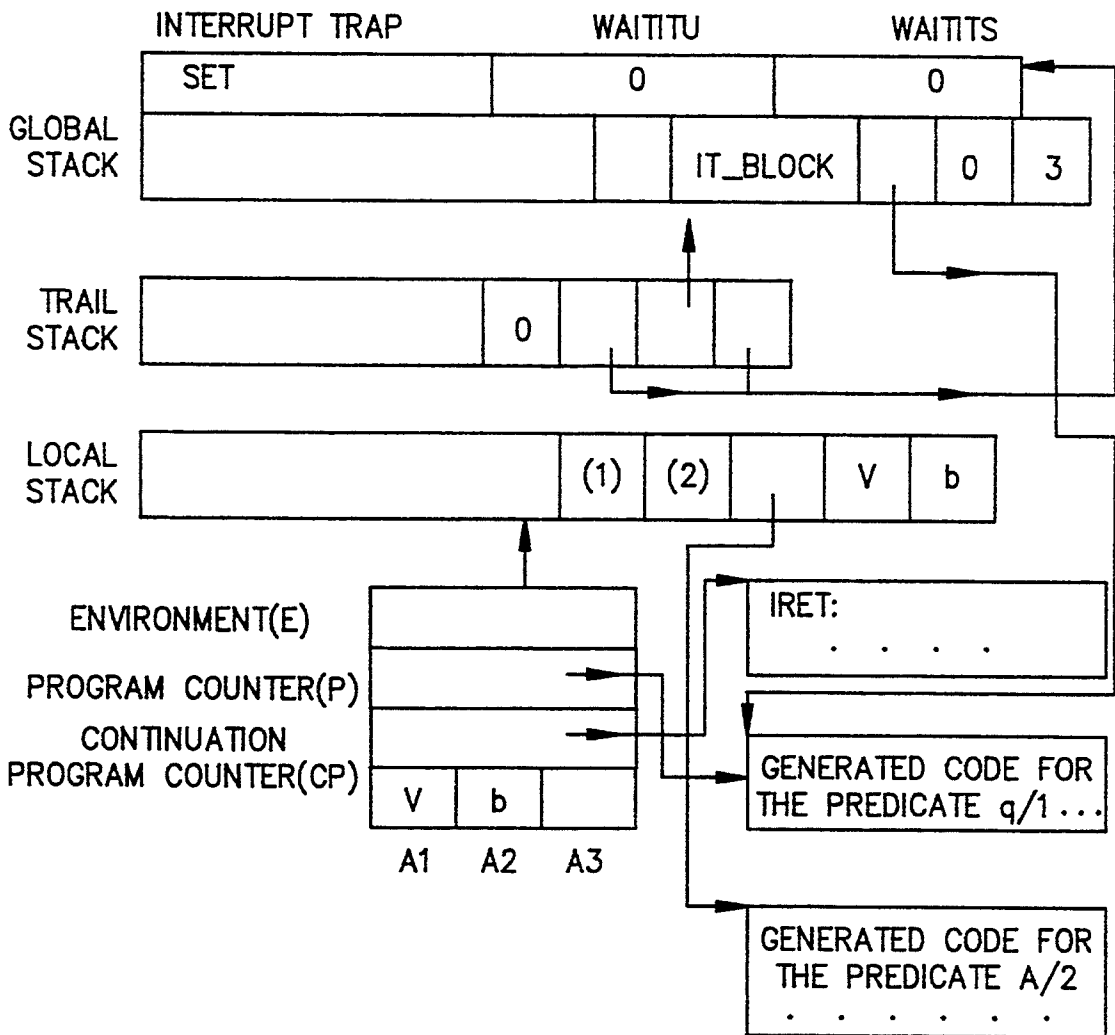 INTERRUPT TRAP WAITITU WAITITS
SET 0 0
GLOBAL
STACK
IT_BLOCK 0 3
TRAIL
STACK
0
LOCAL
STACK
(1) (2) V b
ENVIRONMENT(E)
PROGRAM COUNTER(P)
CONTINUATION
PROGRAM COUNTER(CP)
V b
A1 A2 A3
IRET:
. . . .
GENERATED CODE FOR
THE PREDICATE q/1 ...
GENERATED CODE FOR
THE PREDICATE A/2
. . . . . .